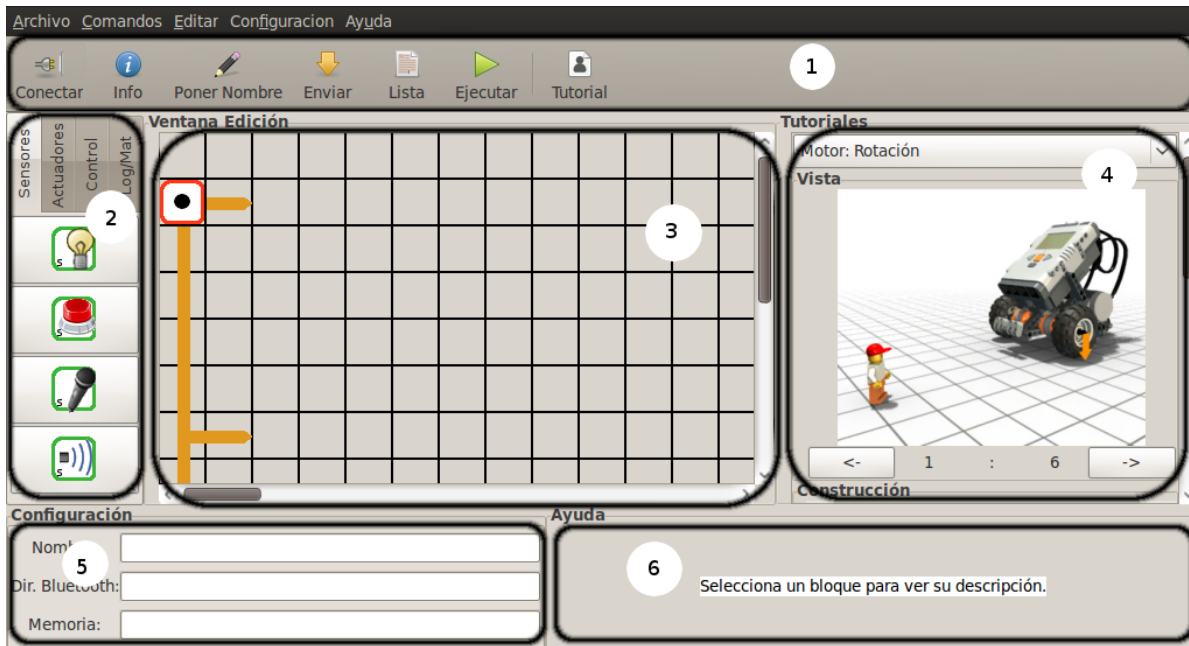 Archivo Comandos Editar Configuracion Ayuda
Conectar Info Poner Nombre Enviar Lista Ejecutar Tutorial
1
Sensores
Actuadores
Control
Log/Mat
2
S
S
S
S
Ventana Edición
3
Tutoriales
Motor: Rotación
4
Vista
<- 1 : 6 ->
Construcción
Configuración
5
Dir. Bluetooth:
Memoria:
Ayuda
6
Selecciona un bloque para ver su descripción.